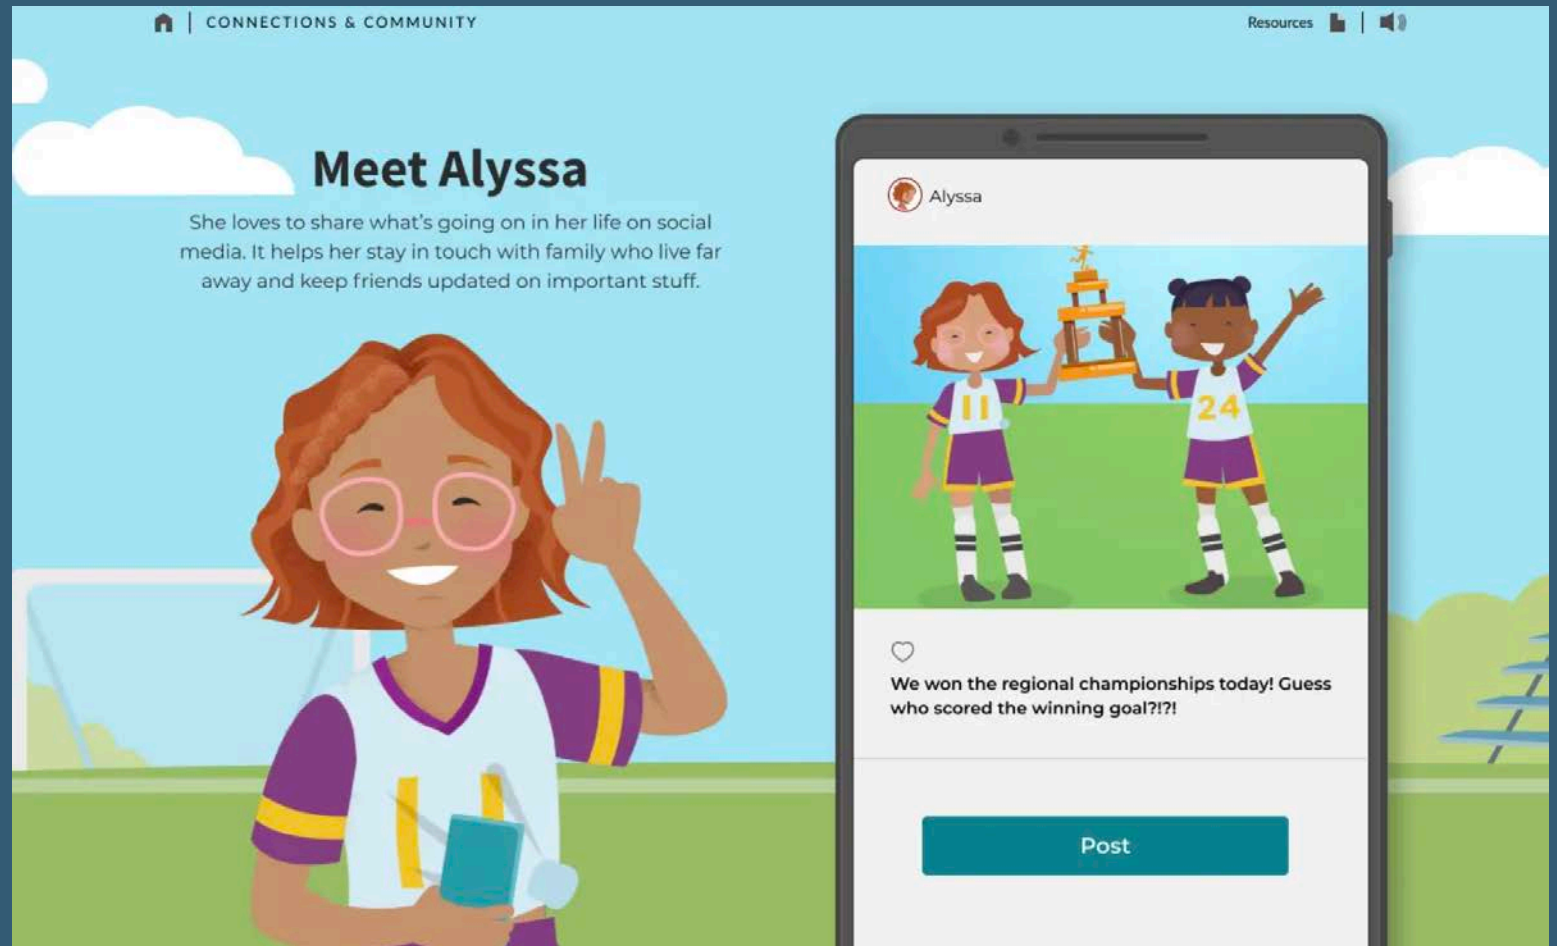 CONNECTIONS & COMMUNITY
Resources
Meet Alyssa
She loves to share what's going on in her life on social
media. It helps her stay in touch with family who live far
away and keep friends updated on important stuff.
11
Alyssa
11
24
We won the regional championships today! Guess
who scored the winning goal?!?!
Post